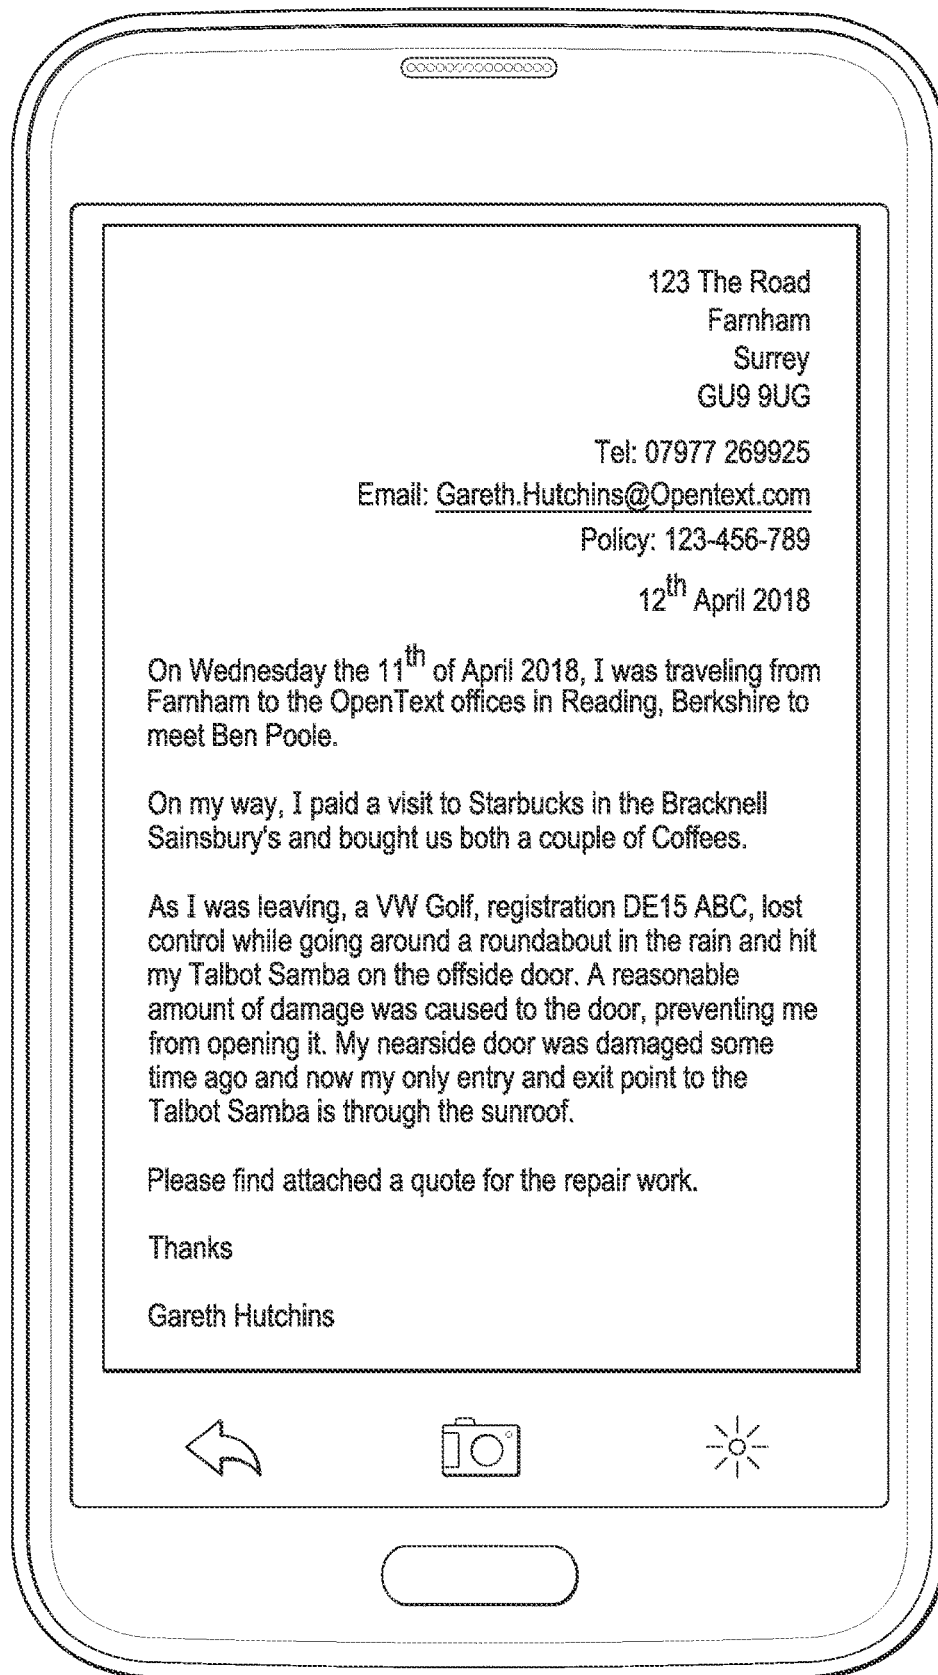 123 The Road
Farnham
Surrey
GU9 9UG
Tel: 07977 269925
Email: Gareth.Hutchins@Opentext.com
Policy: 123-456-789
12th April 2018
On Wednesday the 11th of April 2018, I was traveling from
Farnham to the OpenText offices in Reading, Berkshire to
meet Ben Poole.
On my way, I paid a visit to Starbucks in the Bracknell
Sainsbury's and bought us both a couple of Coffees.
As I was leaving, a VW Golf, registration DE15 ABC, lost
control while going around a roundabout in the rain and hit
my Talbot Samba on the offside door. A reasonable
amount of damage was caused to the door, preventing me
from opening it. My nearside door was damaged some
time ago and now my only entry and exit point to the
Talbot Samba is through the sunroof.
Please find attached a quote for the repair work.
Thanks
Gareth Hutchins